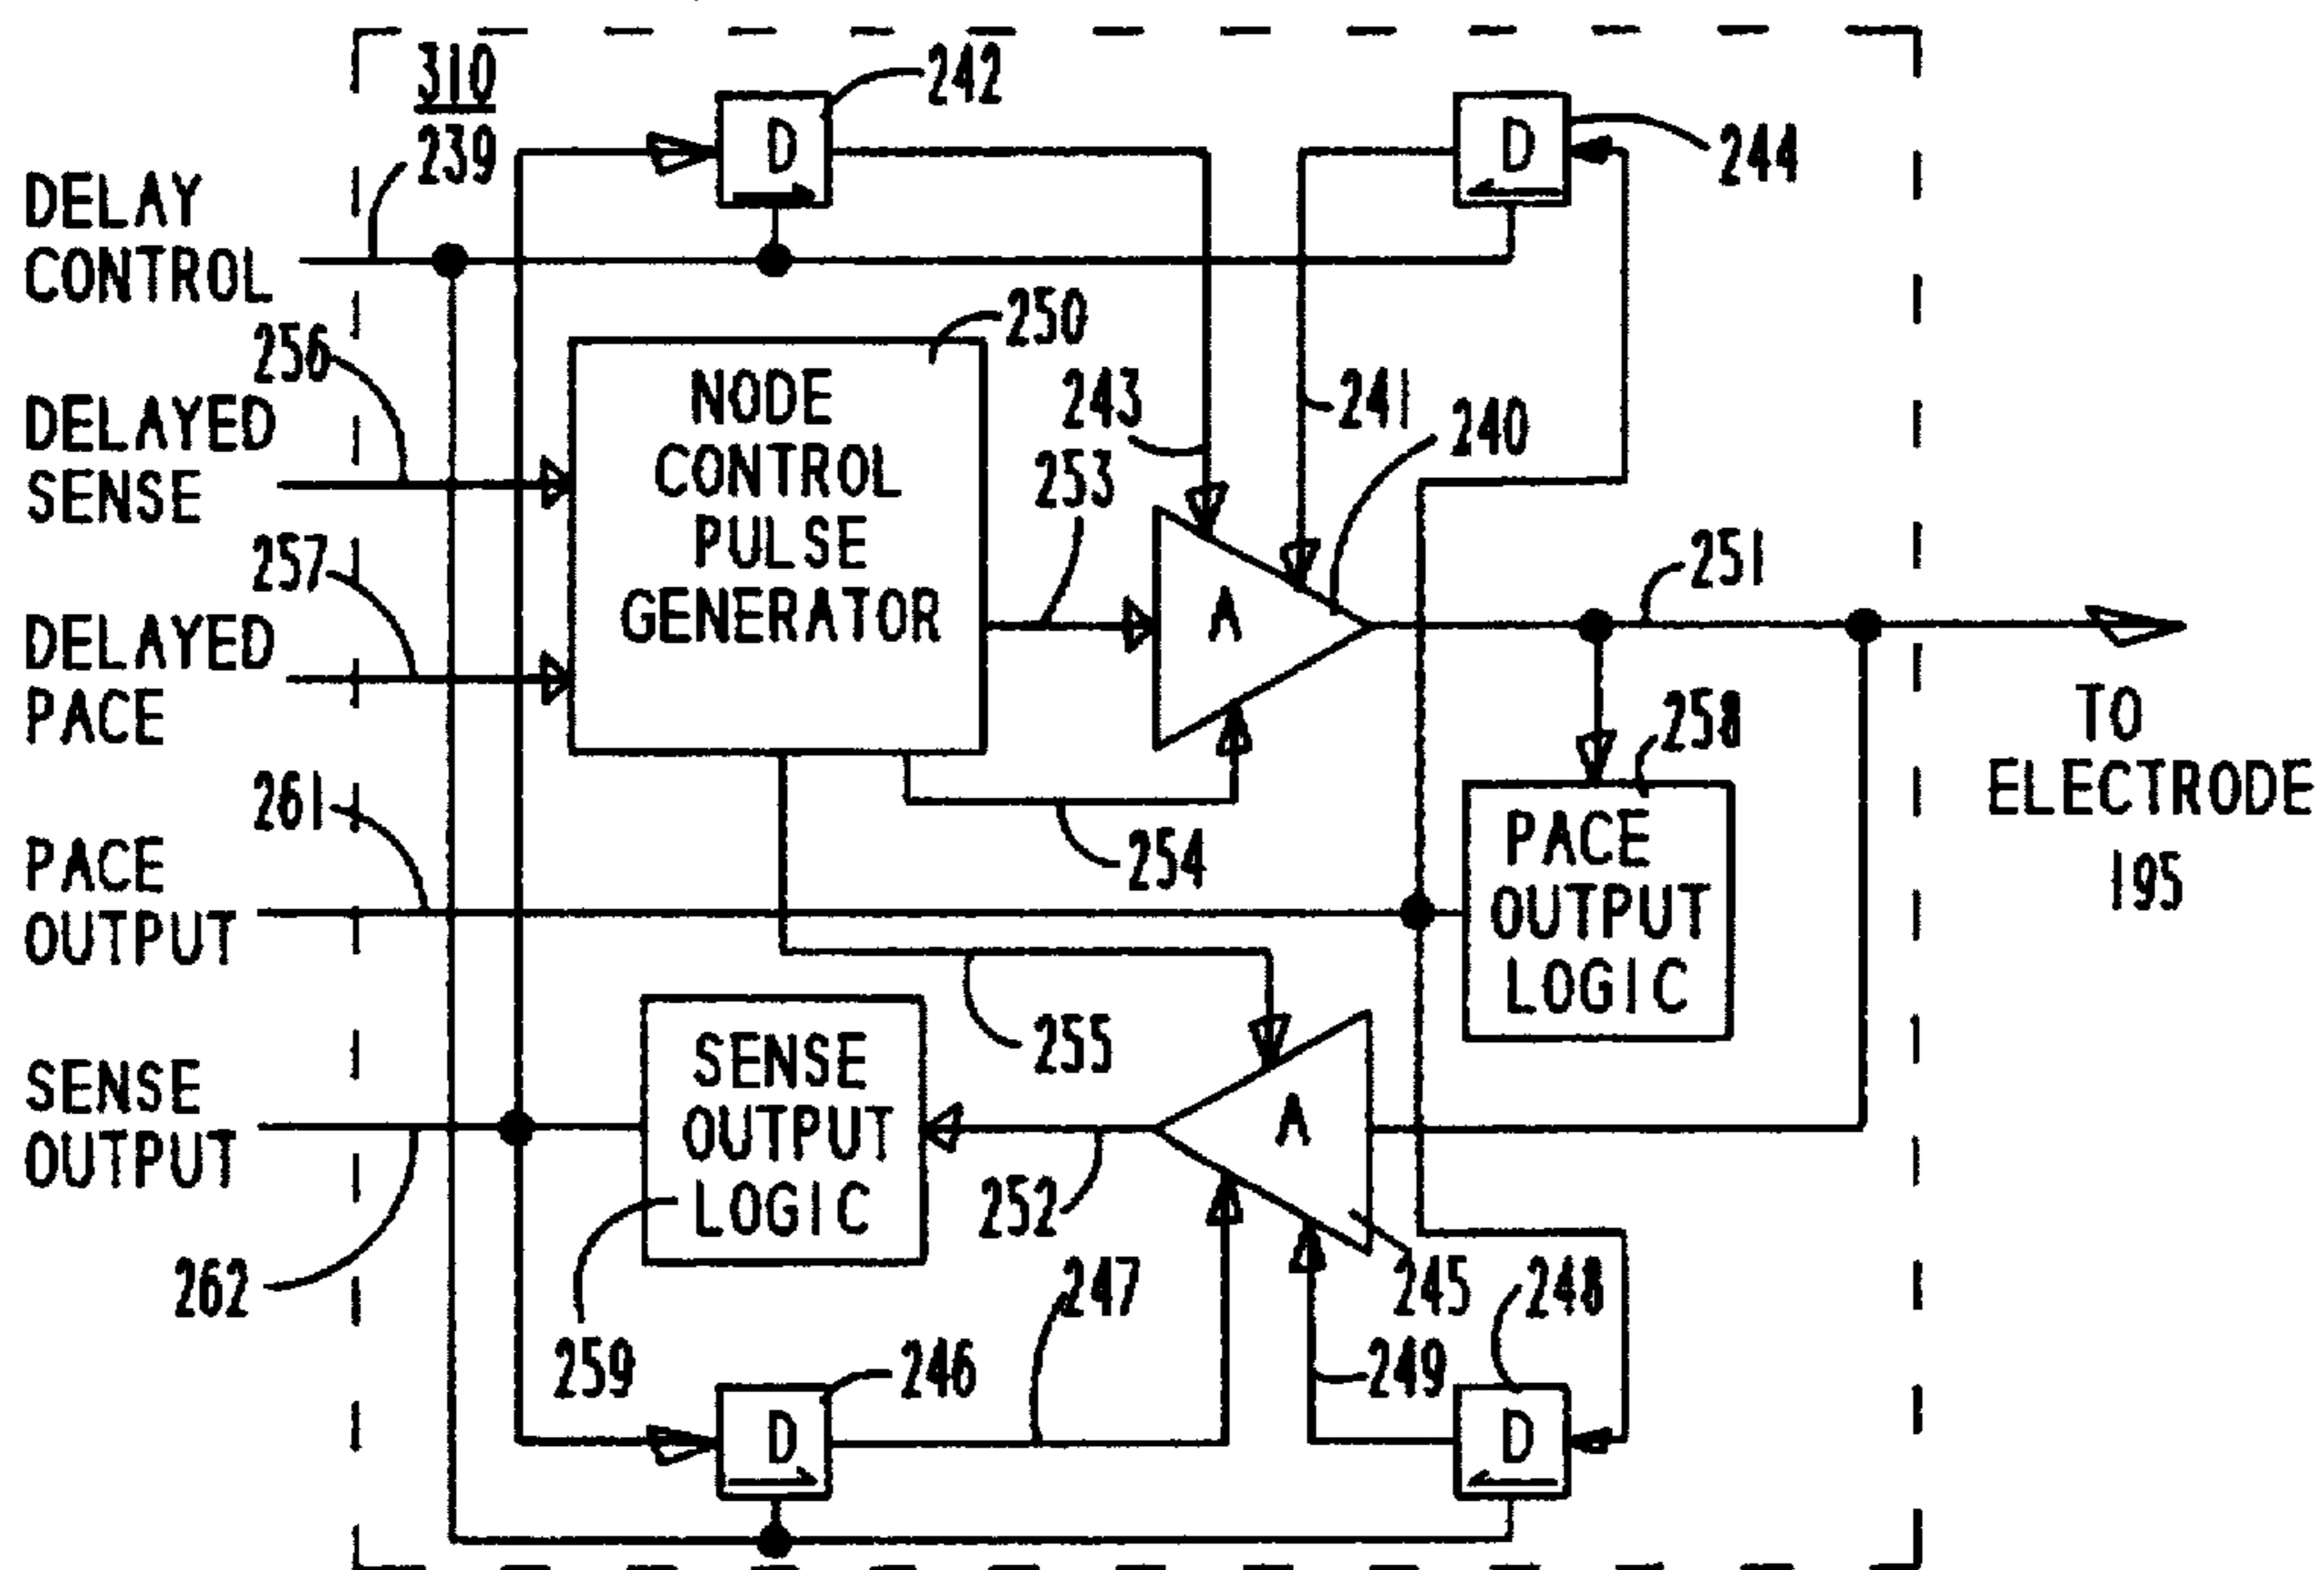 310
239
242
244
DELAY
CONTROL
256
250
243
241
240
253
DELAYED
SENSE
NODE
CONTROL
PULSE
GENERATOR
257
251
DELAYED
PACE
A
258
TO
ELECTRODE
195
261
254
PACE
OUTPUT
PACE
OUTPUT
LOGIC
255
SENSE
OUTPUT
SENSE
OUTPUT
LOGIC
A
252
262
247
245
248
259
246
249
D
D
D
D